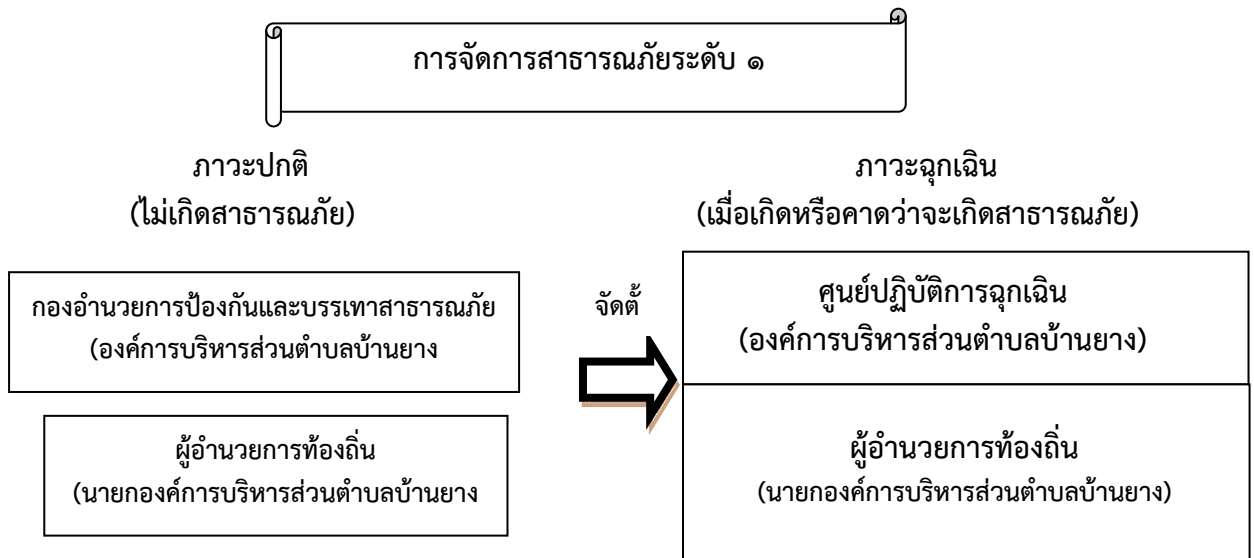 การจัดการสาธารณภัยระดับ ๑
ภาวะปกติ
(ไม่เกิดสาธารณภัย)
กองอำนวยการป้องกันและบรรเทาสาธารณภัย
(องค์การบริหารส่วนตำบลบ้านยาง
ผู้อำนวยการท้องถิ่น
(นายกองค์การบริหารส่วนตำบลบ้านยาง
จัดตั้
ภาวะฉุกเฉิน
(เมื่อเกิดหรือคาดว่าจะเกิดสาธารณภัย)
ศูนย์ปฏิบัติการฉุกเฉิน
(องค์การบริหารส่วนตำบลบ้านยาง)
ผู้อำนวยการท้องถิ่น
(นายกองค์การบริหารส่วนตำบลบ้านยาง)